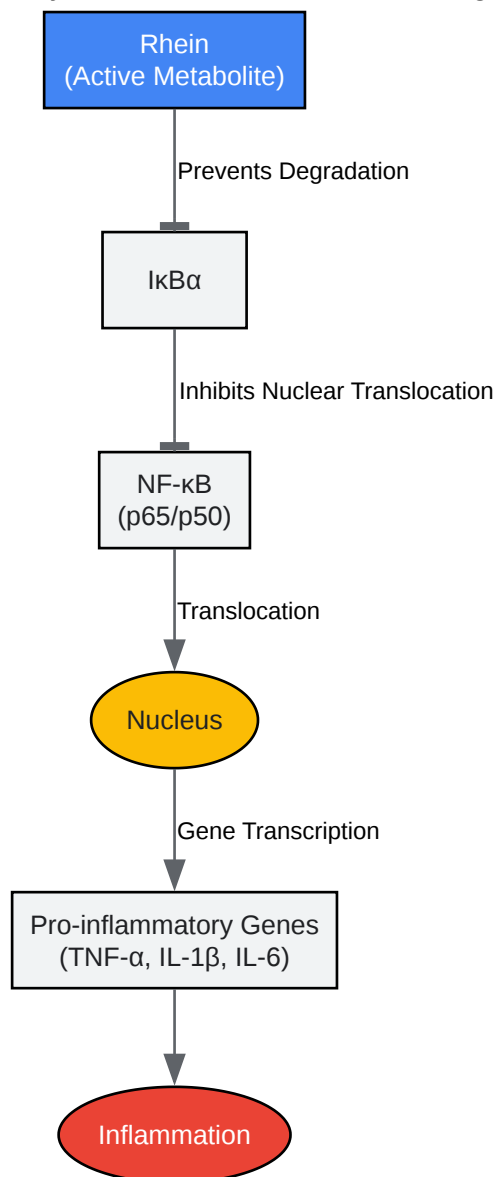 Rhein
(Active Metabolite)
Prevents Degradation
IκBα
Inhibits Nuclear Translocation
NF-κB
(p65/p50)
Translocation
Nucleus
Gene Transcription
Pro-inflammatory Genes
(TNF-α, IL-1β, IL-6)
Inflammation